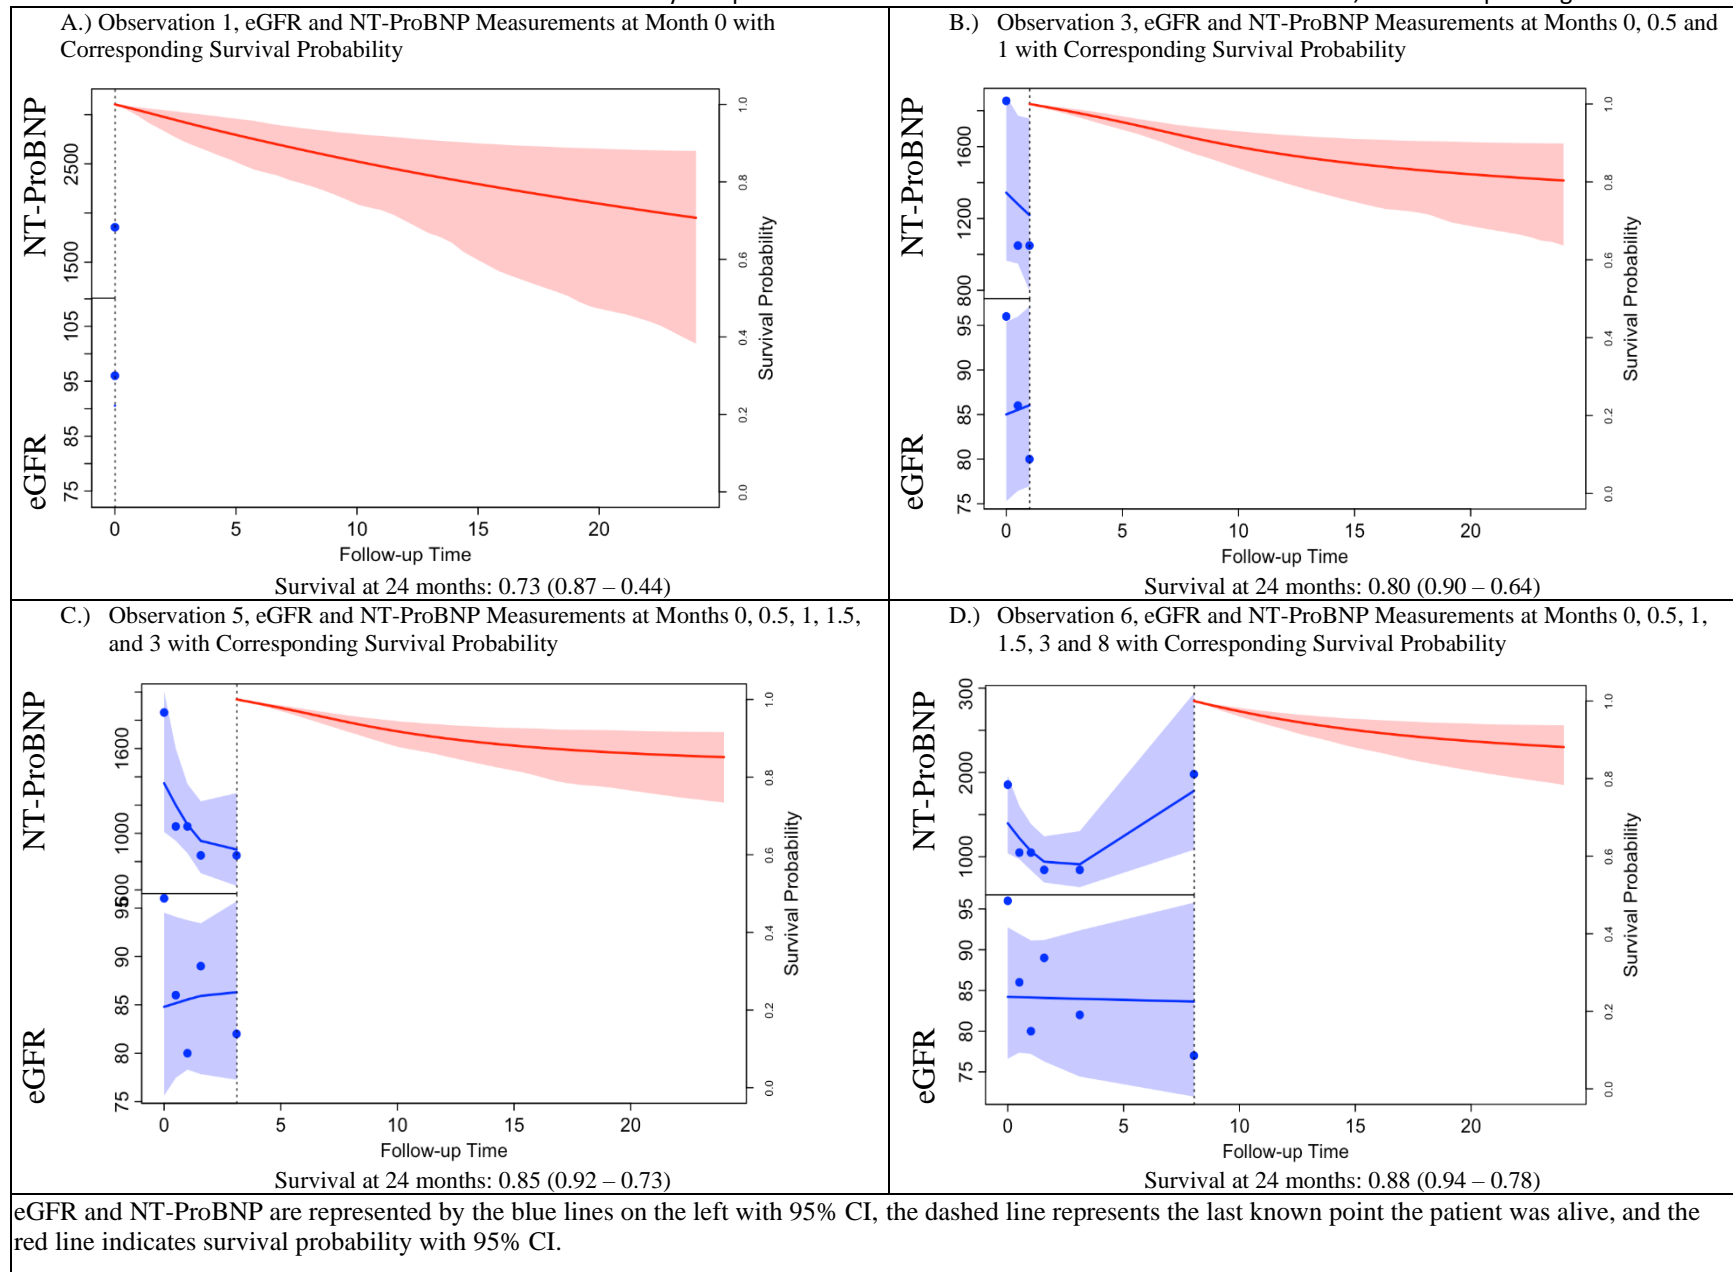 A.) Observation 1, eGFR and NT-ProBNP Measurements at Month 0 with
Corresponding Survival Probability
NT-ProBNP
eGFR
2500
1500
105
95
85
75
1.0
0.8
0.6
0.4
0.2
0.0
Survival Probability
0 5 10 15 20
Follow-up Time
Survival at 24 months: 0.73 (0.87 – 0.44)
B.) Observation 3, eGFR and NT-ProBNP Measurements at Months 0, 0.5 and
1 with Corresponding Survival Probability
NT-ProBNP
eGFR
1600
1200
800
95
90
85
80
75
1.0
0.8
0.6
0.4
0.2
0.0
Survival Probability
0 5 10 15 20
Follow-up Time
Survival at 24 months: 0.80 (0.90 – 0.64)
C.) Observation 5, eGFR and NT-ProBNP Measurements at Months 0, 0.5, 1, 1.5,
and 3 with Corresponding Survival Probability
NT-ProBNP
eGFR
1600
1000
600
95
90
85
80
75
1.0
0.8
0.6
0.4
0.2
0.0
Survival Probability
0 5 10 15 20
Follow-up Time
Survival at 24 months: 0.85 (0.92 – 0.73)
D.) Observation 6, eGFR and NT-ProBNP Measurements at Months 0, 0.5, 1,
1.5, 3 and 8 with Corresponding Survival Probability
NT-ProBNP
eGFR
3000
2000
1000
95
90
85
80
75
1.0
0.8
0.6
0.4
0.2
0.0
Survival Probability
0 5 10 15 20
Follow-up Time
Survival at 24 months: 0.88 (0.94 – 0.78)
eGFR and NT-ProBNP are represented by the blue lines on the left with 95% CI, the dashed line represents the last known point the patient was alive, and the
red line indicates survival probability with 95% CI.